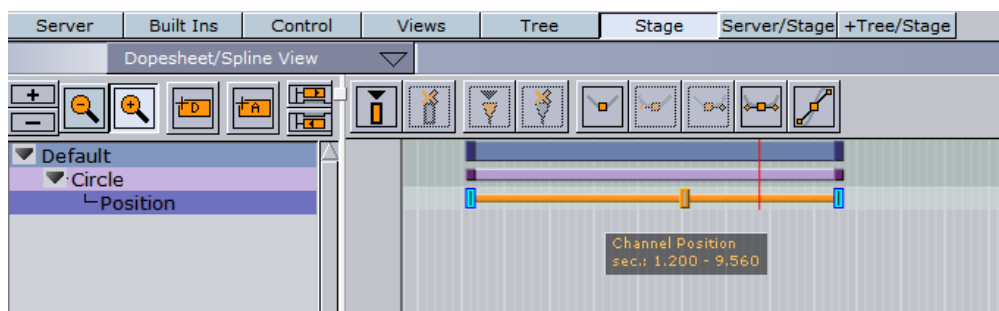 Server
Built Ins
Control
Views
Tree
Stage
Server/Stage
+Tree/Stage
Dopesheet/Spline View
D
A
Default
Circle
Position
Channel Position
sec.: 1.200 - 9.560